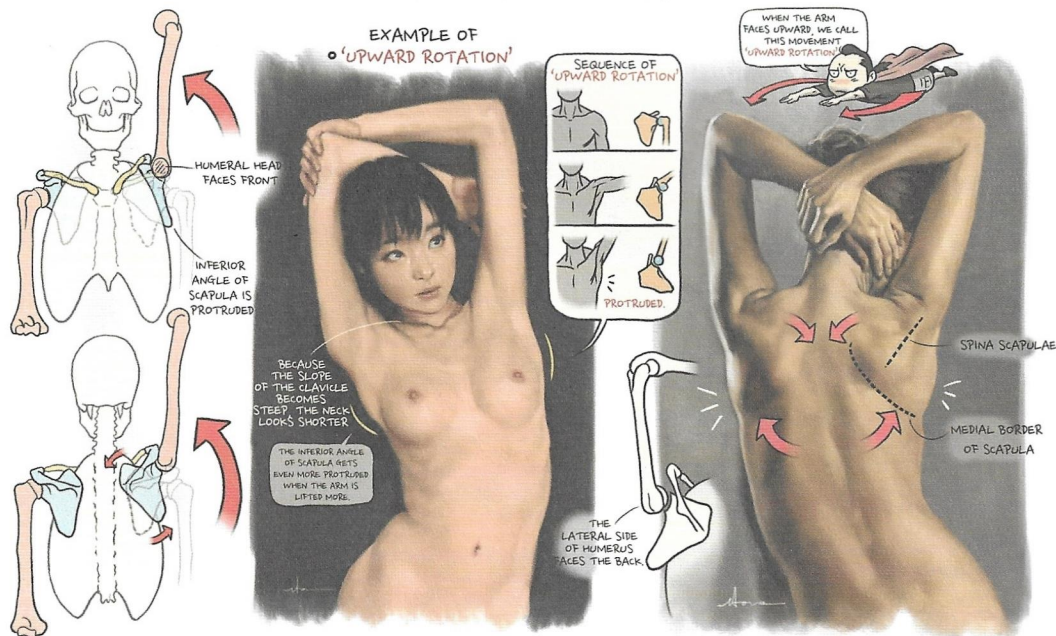 EXAMPLE OF
'UPWARD ROTATION'
HUMERAL HEAD
FACES FRONT
INFERIOR
ANGLE OF
SCAPULA IS
PROTRUDED
BECAUSE
THE SLOPE
OF THE CLAVICLE
BECOMES
STEEP, THE NECK
LOOKS SHORTER
THE INFERIOR ANGLE
OF SCAPULA GETS
EVEN MORE PROTRUDED
WHEN THE ARM IS
LIFTED MORE.
SEQUENCE OF
'UPWARD ROTATION'
PROTRUDED.
WHEN THE ARM
FACES UPWARD, WE CALL
THIS MOVEMENT
'UPWARD ROTATION'
SPINA SCAPULAE
MEDIAL BORDER
OF SCAPULA
THE
LATERAL SIDE
OF HUMERUS
FACES THE BACK.